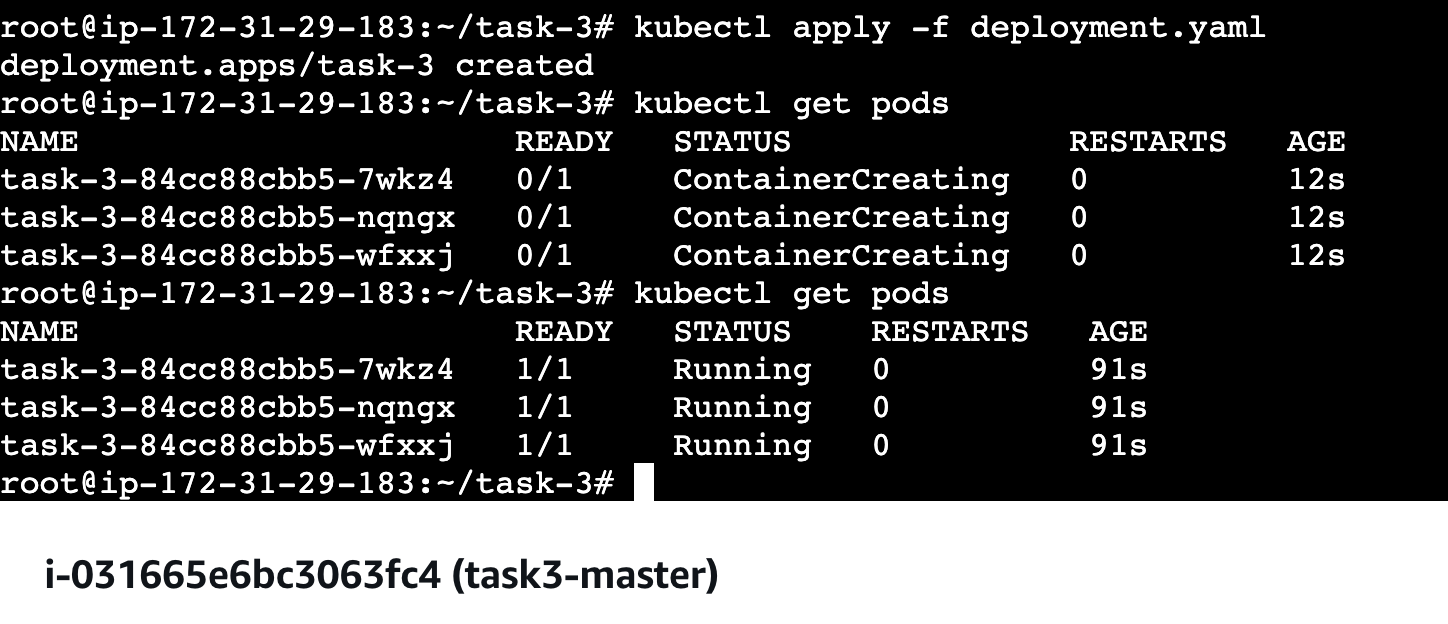 root@ip-172-31-29-183:~/task-3# kubectl apply -f deployment.yaml
deployment.apps/task-3 created
root@ip-172-31-29-183:~/task-3# kubectl get pods
NAME                      READY   STATUS              RESTARTS   AGE
task-3-84cc88cbb5-7wkz4   0/1     ContainerCreating   0          12s
task-3-84cc88cbb5-nqngx   0/1     ContainerCreating   0          12s
task-3-84cc88cbb5-wfxxj   0/1     ContainerCreating   0          12s
root@ip-172-31-29-183:~/task-3# kubectl get pods
NAME                      READY   STATUS    RESTARTS   AGE
task-3-84cc88cbb5-7wkz4   1/1     Running   0          91s
task-3-84cc88cbb5-nqngx   1/1     Running   0          91s
task-3-84cc88cbb5-wfxxj   1/1     Running   0          91s
root@ip-172-31-29-183:~/task-3#
i-031665e6bc3063fc4 (task3-master)